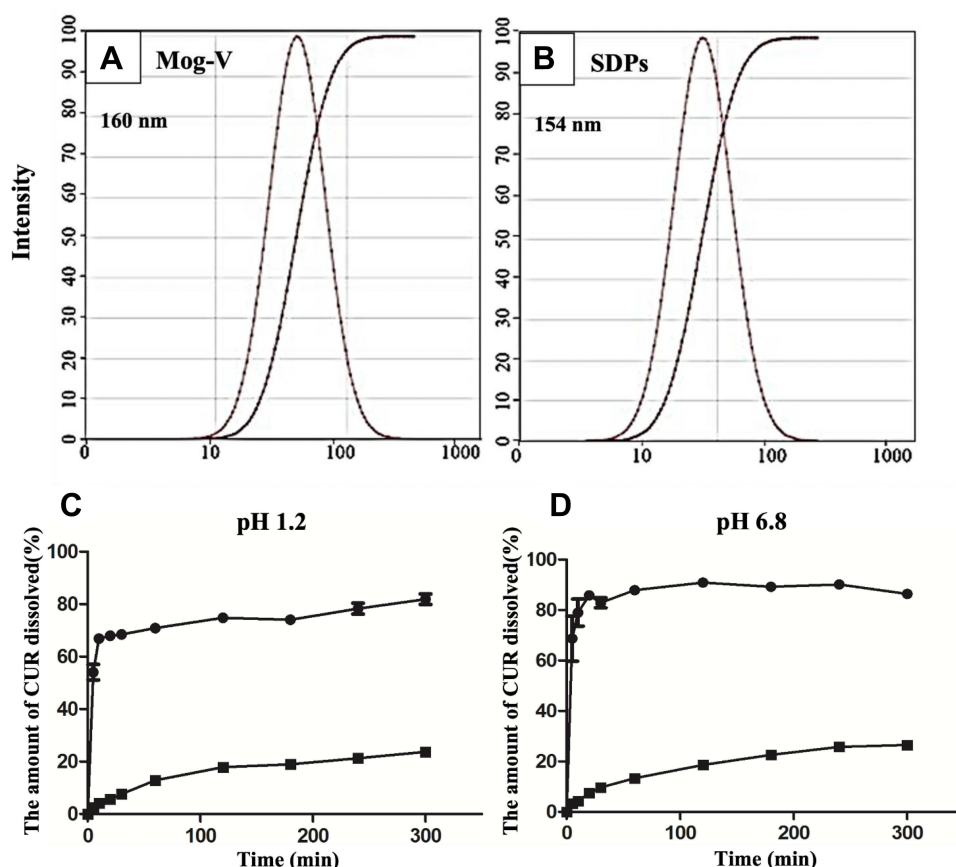 A Mog-V
160 nm
Intensity
100
90
80
70
60
50
40
30
20
10
0
0 10 100 1000
B SDPs
154 nm
100
90
80
70
60
50
40
30
20
10
0
0 10 100 1000
C
pH 1.2
The amount of CUR dissolved(%)
100
80
60
40
20
0
0 100 200 300
Time (min)
D
pH 6.8
The amount of CUR dissolved(%)
100
80
60
40
20
0
0 100 200 300
Time (min)